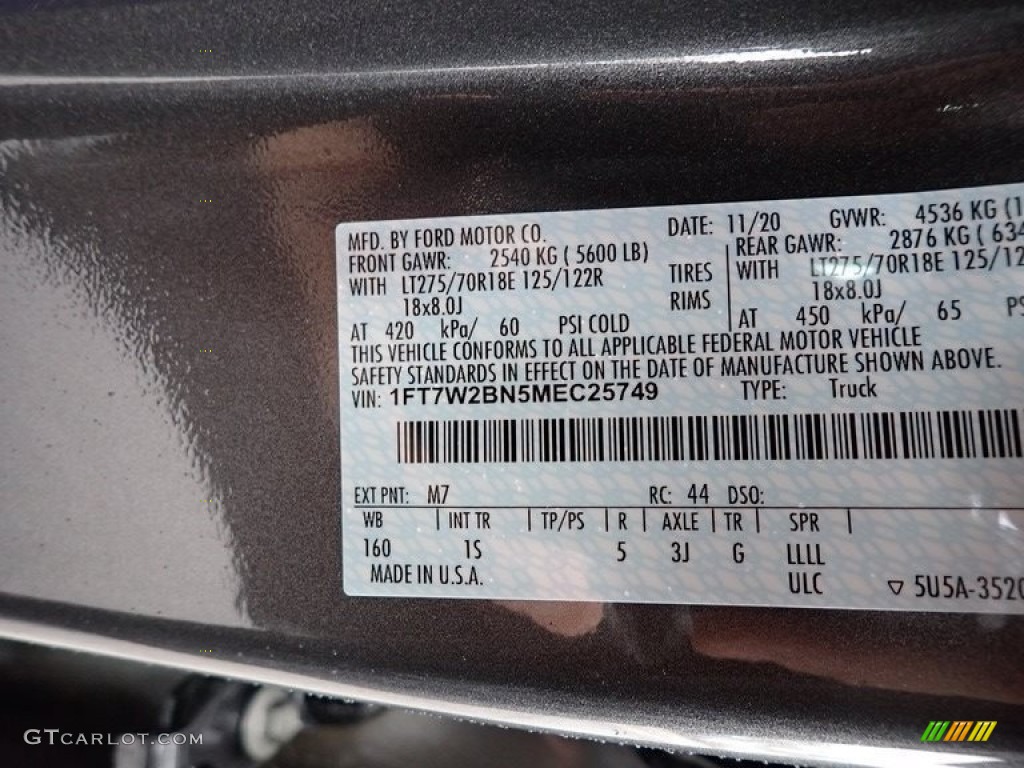 MFD. BY FORD MOTOR CO. DATE: 11/20 GVWR: 4536 KG (1
FRONT GAWR: 2540 KG ( 5600 LB) REAR GAWR: 2876 KG ( 634
WITH LT275/70R18E 125/122R TIRES WITH LT275/70R18E 125/12
18x8.0J RIMS 18x8.0J
AT 420 kPa/ 60 PSI COLD AT 450 kPa/ 65 PS
THIS VEHICLE CONFORMS TO ALL APPLICABLE FEDERAL MOTOR VEHICLE
SAFETY STANDARDS IN EFFECT ON THE DATE OF MANUFACTURE SHOWN ABOVE.
VIN: 1FT7W2BN5MEC25749 TYPE: Truck
EXT PNT: M7 RC: 44 DSO:
WB INT TR TP/PS R AXLE TR SPR
160 1S 5 3J G LLLL
MADE IN U.S.A. ULC 5U5A-3520
GTCARLOT.COM